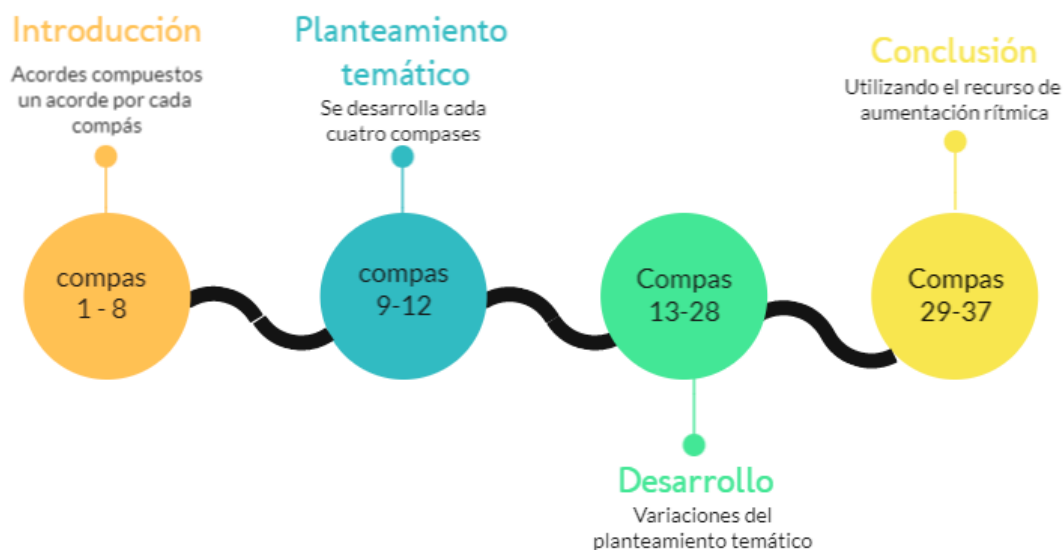 Introducción
Acordes compuestos
un acorde por cada
compás
compas
1 - 8
Planteamiento
temático
Se desarrolla cada
cuatro compases
compas
9-12
Compas
13-28
Desarrollo
Variaciones del
planteamiento temático
Conclusión
Utilizando el recurso de
aumentación rítmica
Compas
29-37